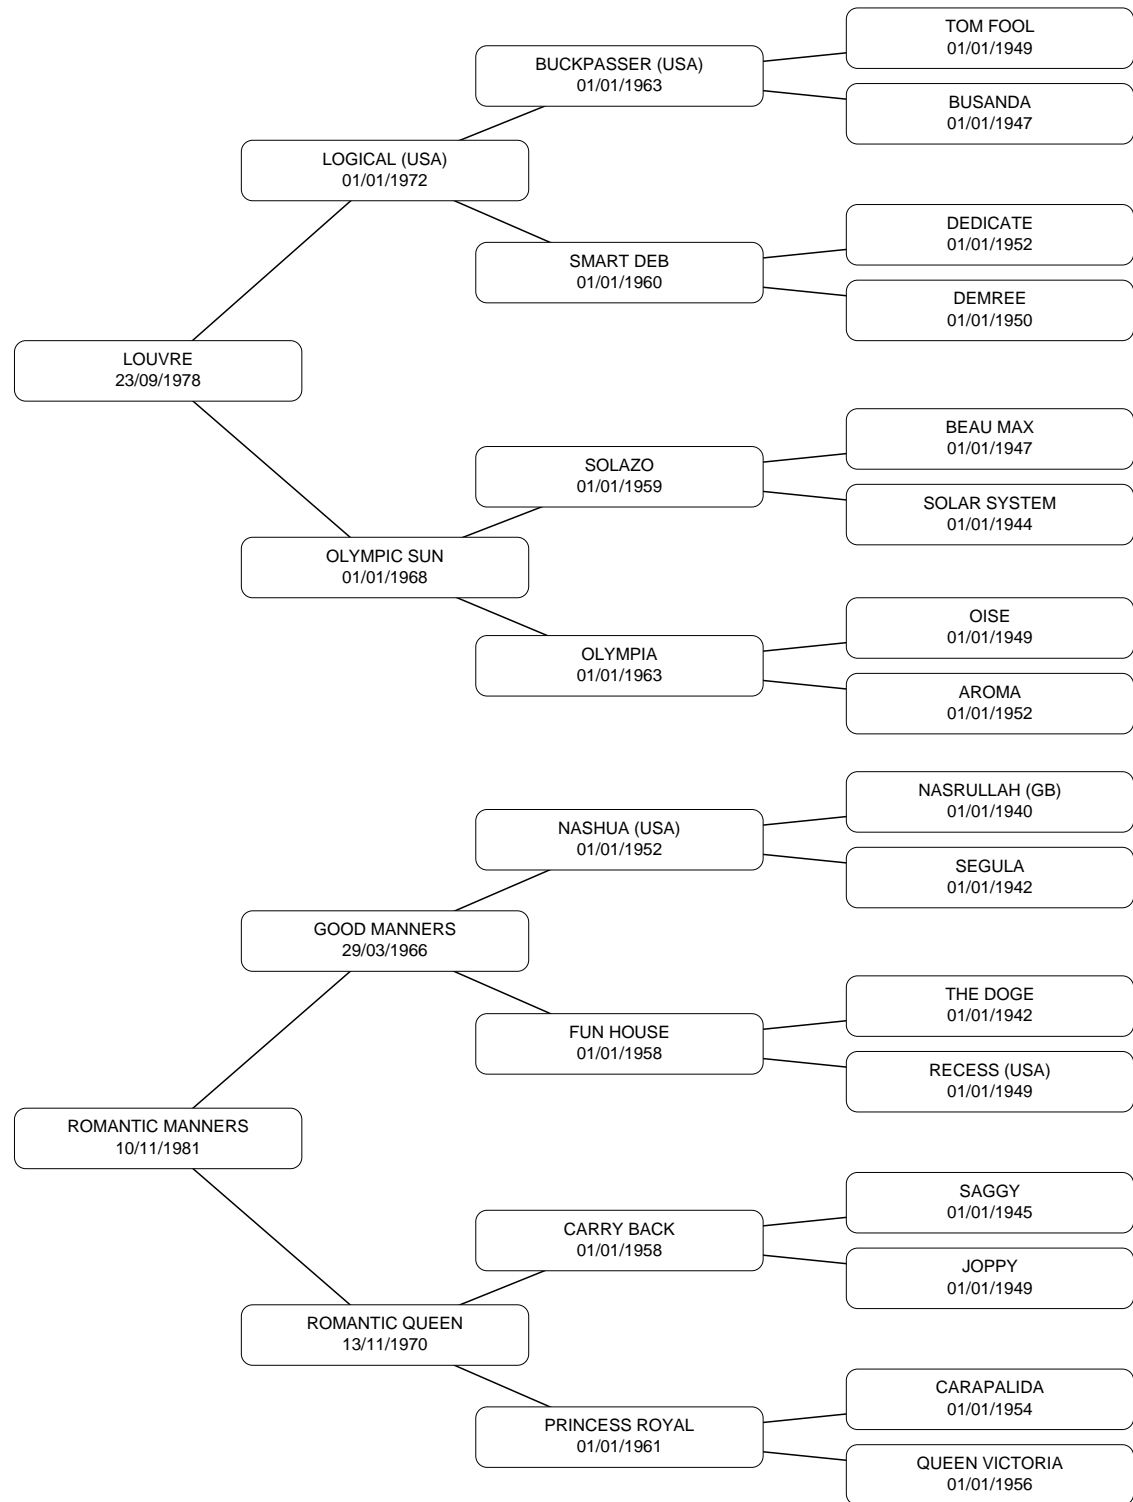 TOM FOOL
01/01/1949
BUCKPASSER (USA)
01/01/1963
BUSANDA
01/01/1947
LOGICAL (USA)
01/01/1972
DEDICATE
01/01/1952
SMART DEB
01/01/1960
DEMREE
01/01/1950
LOUVRE
23/09/1978
BEAU MAX
01/01/1947
SOLAZO
01/01/1959
SOLAR SYSTEM
01/01/1944
OLYMPIC SUN
01/01/1968
OISE
01/01/1949
OLYMPIA
01/01/1963
AROMA
01/01/1952
NASRULLAH (GB)
01/01/1940
NASHUA (USA)
01/01/1952
SEGULA
01/01/1942
GOOD MANNERS
29/03/1966
THE DOGE
01/01/1942
FUN HOUSE
01/01/1958
RECESS (USA)
01/01/1949
ROMANTIC MANNERS
10/11/1981
SAGGY
01/01/1945
CARRY BACK
01/01/1958
JOPPY
01/01/1949
ROMANTIC QUEEN
13/11/1970
CARAPALIDA
01/01/1954
PRINCESS ROYAL
01/01/1961
QUEEN VICTORIA
01/01/1956